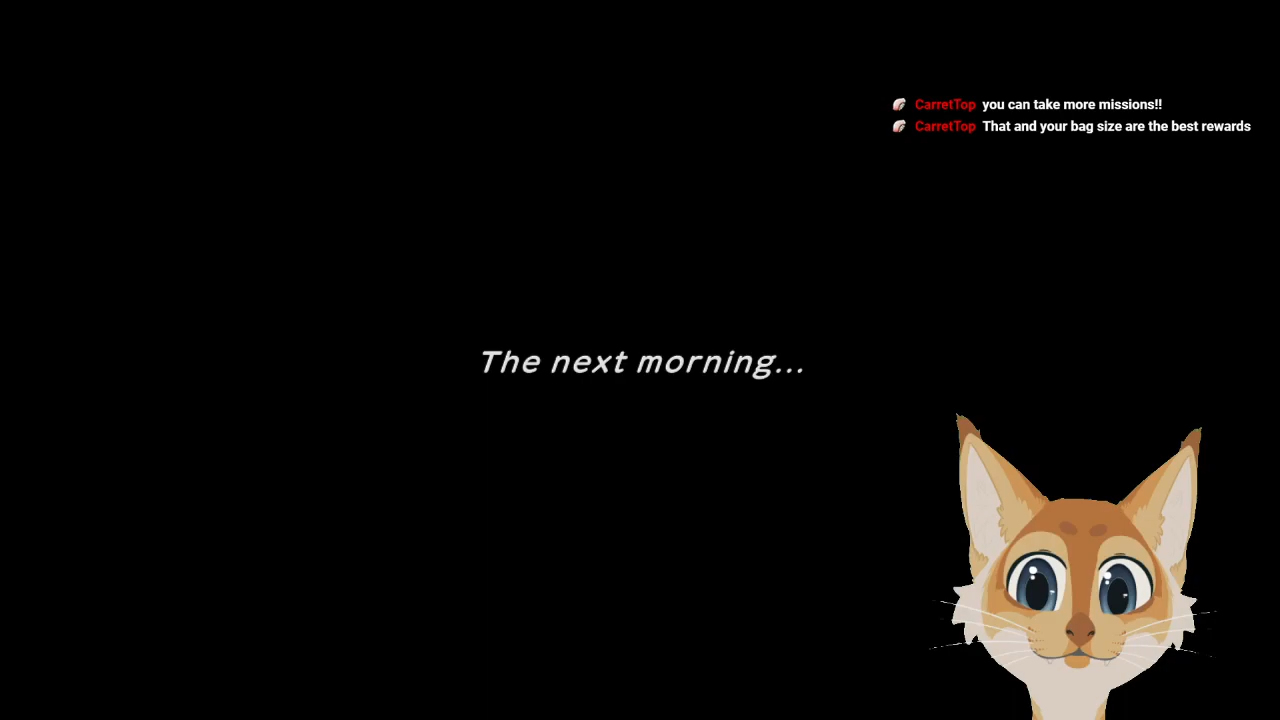 CarretTop you can take more missions!!
CarretTop That and your bag size are the best rewards
The next morning...